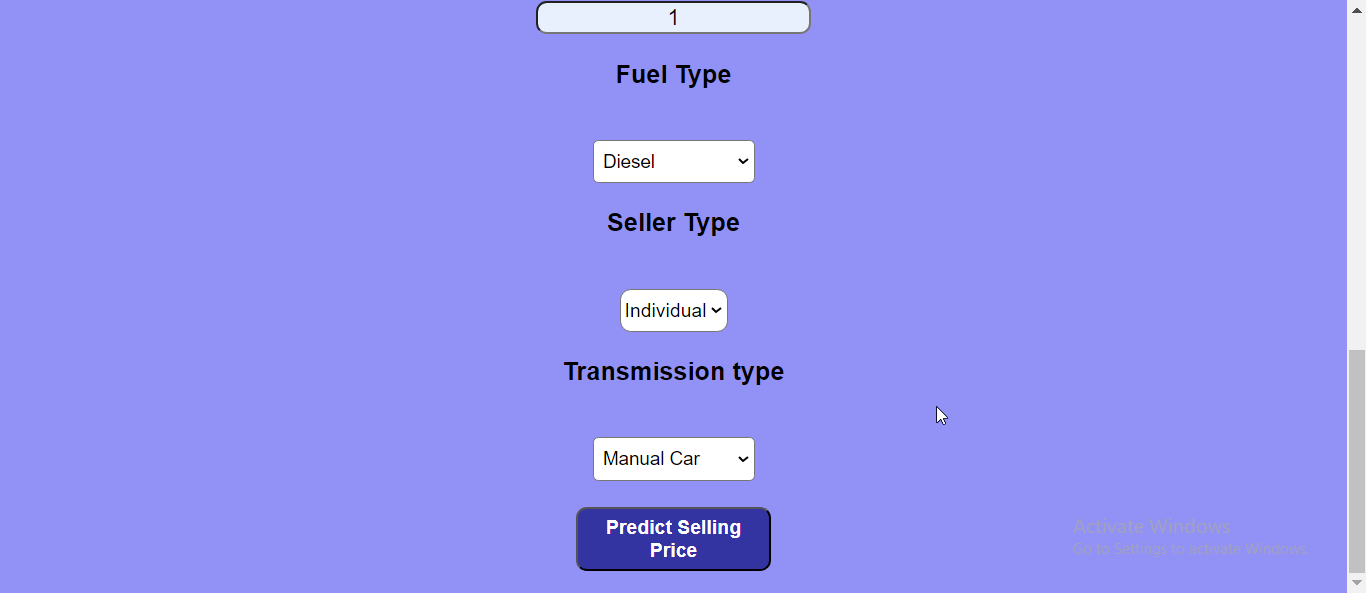 1
Fuel Type
Diesel
Seller Type
Individual
Transmission type
Manual Car
Predict Selling
Price
Activate Windows
Go to Settings to activate Windows.